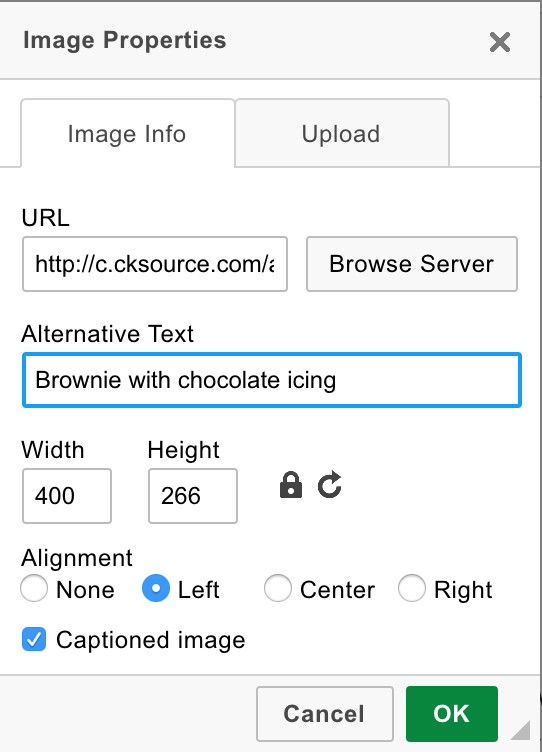 Image Properties
Image Info Upload
URL
http://c.cksource.com/a Browse Server
Alternative Text
Brownie with chocolate icing
Width Height
400 266
Alignment
None Left Center Right
Captioned image
Cancel OK